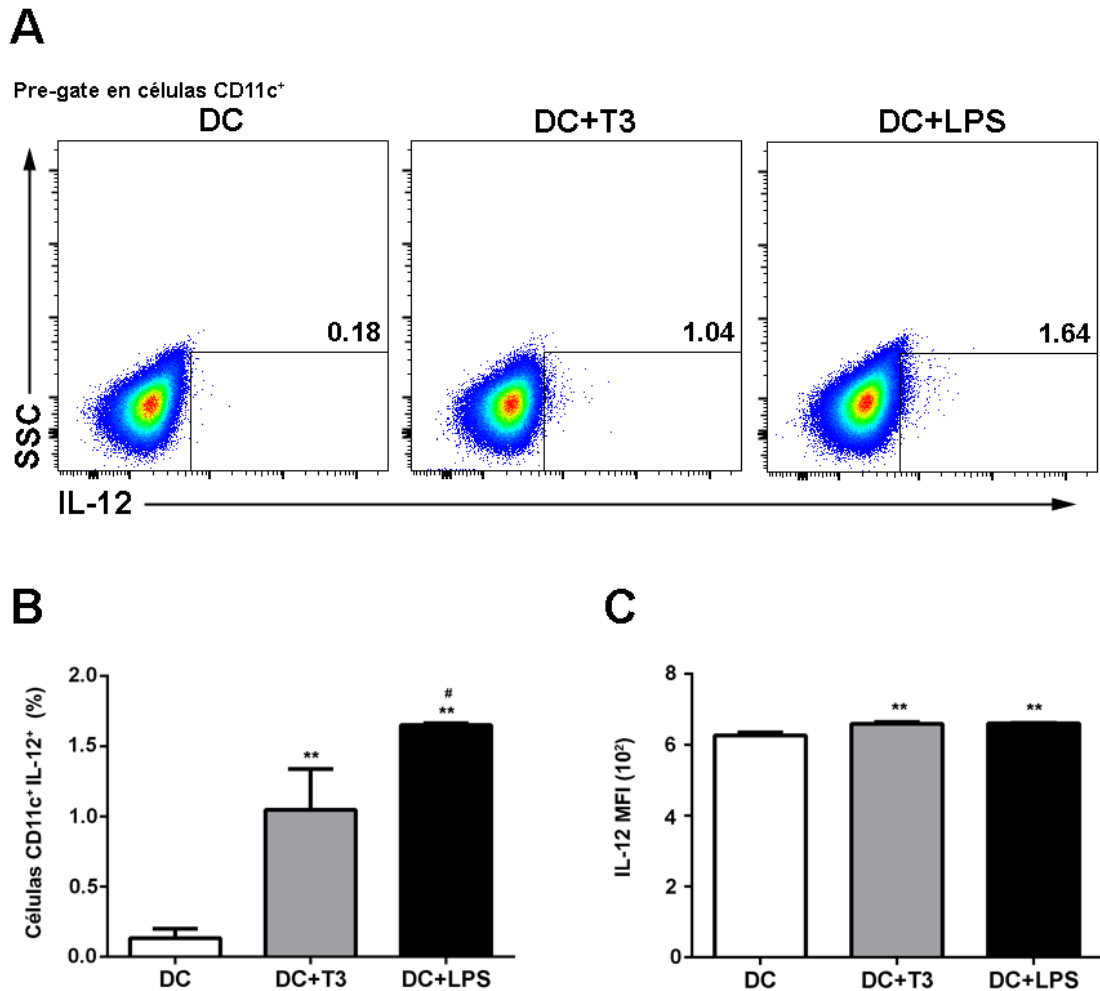 A
Pre-gate en células CD11c⁺
DC DC+T3 DC+LPS
0.18 1.04 1.64
SSC
IL-12
B
Células CD11c⁺ IL-12⁺ (%)
2.0
1.5
1.0
0.5
0.0
**
**
#
DC DC+T3 DC+LPS
C
IL-12 MFI (10²)
8
6
4
2
0
** **
DC DC+T3 DC+LPS